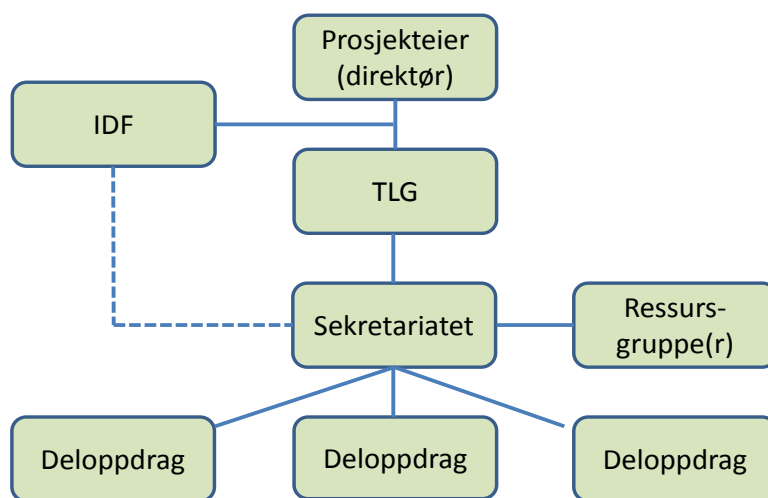 Prosjekteier
(direktør)
IDF
TLG
Sekretariatet
Ressurs-
gruppe(r)
Deloppdrag
Deloppdrag
Deloppdrag